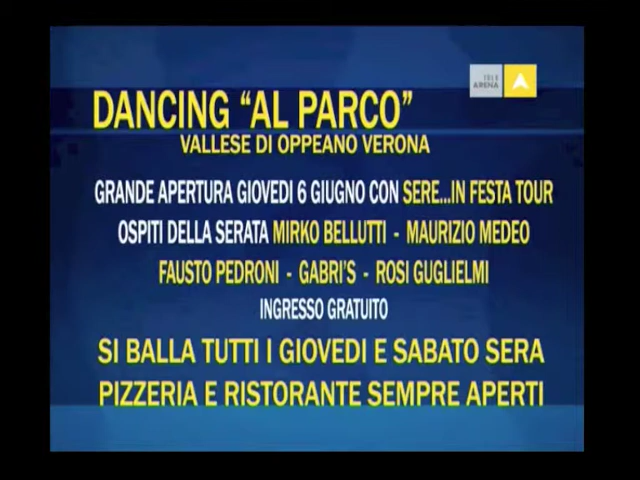 TELE
ARENA
DANCING “AL PARCO”
VALLESE DI OPPEANO VERONA
GRANDE APERTURA GIOVEDI 6 GIUGNO CON SERE...IN FESTA TOUR
OSPITI DELLA SERATA MIRKO BELLUTTI - MAURIZIO MEDEO
FAUSTO PEDRONI - GABRI'S - ROSI GUGLIELMI
INGRESSO GRATUITO
SI BALLA TUTTI I GIOVEDI E SABATO SERA
PIZZERIA E RISTORANTE SEMPRE APERTI